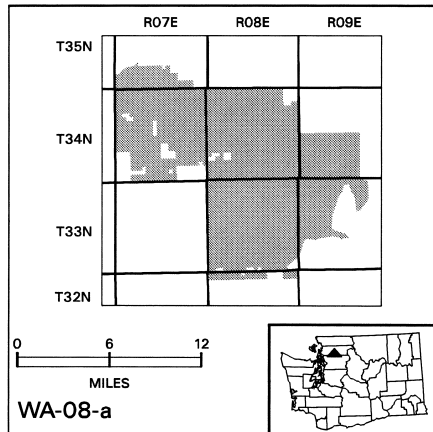 R07E R08E R09E
T35N
T34N
T33N
T32N
0 6 12
MILES
WA-08-a